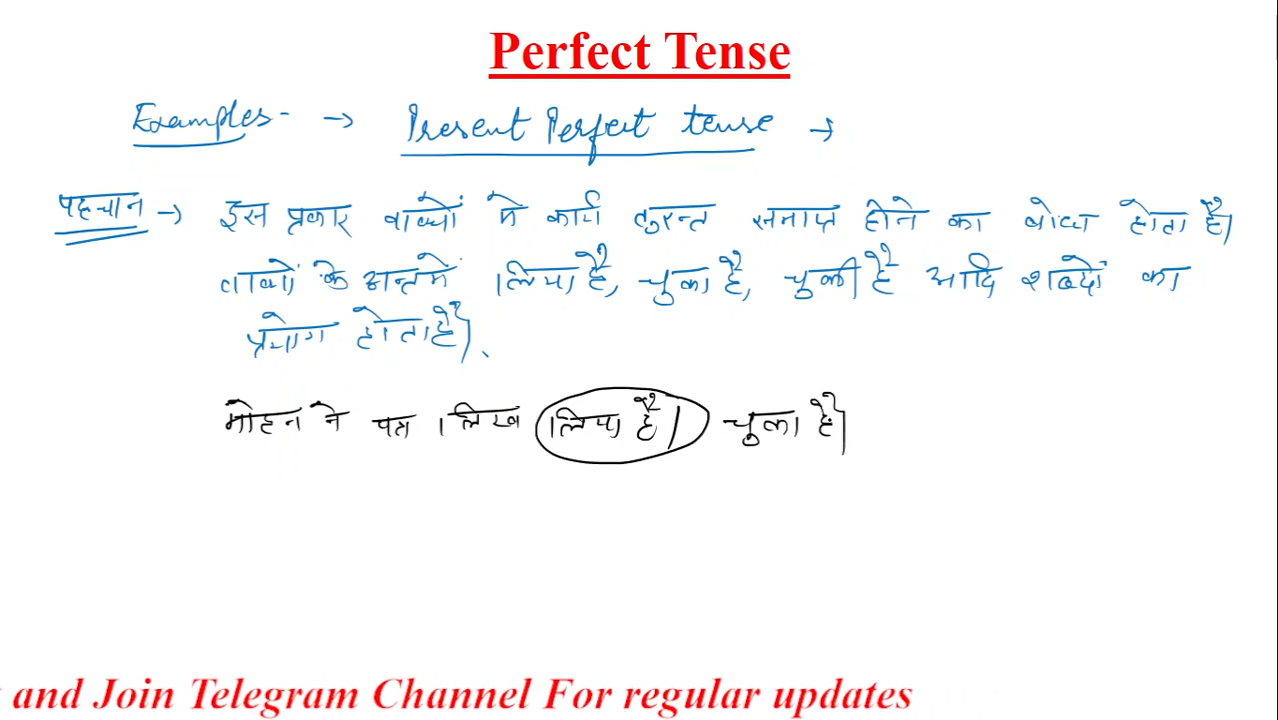 Perfect Tense
Examples- → Present Perfect tense →
पहचान → इस प्रकार वाक्यों मे कार्य तुरन्त समाप्त होने का बोध होता है।
वाक्यों के अन्त में लिया है, चुका है, चुकी है आदि शब्दों का
प्रयोग होता है।
मोहन ने पत्र लिख लिया है। चुका है।
and Join Telegram Channel For regular updates